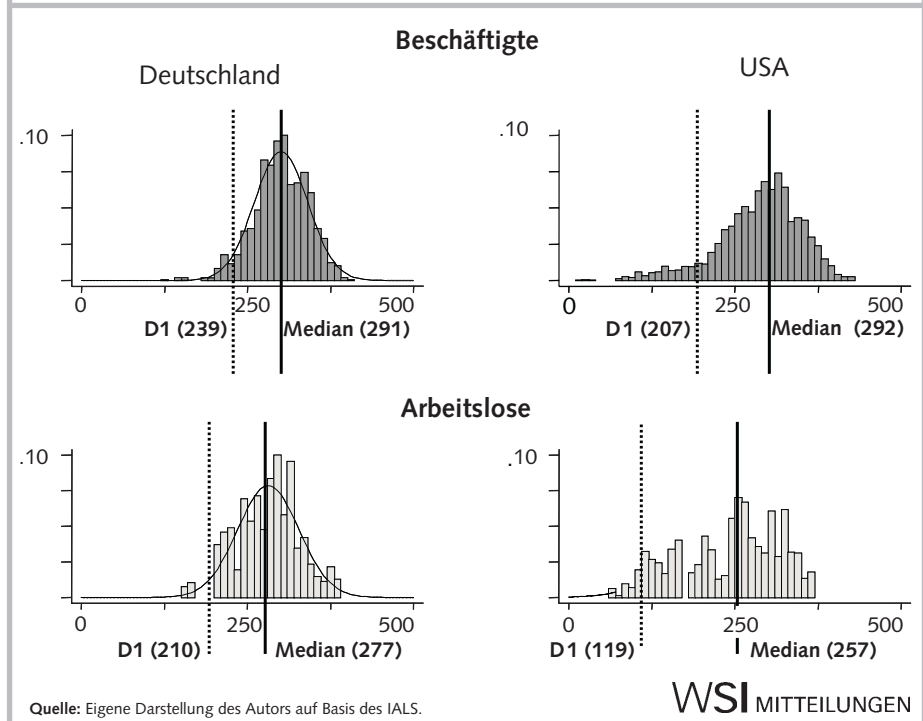 Beschäftigte
Deutschland
USA
.10
.10
0 250 500
0 250 500
D1 (239) Median (291)
D1 (207) Median (292)
Arbeitslose
.10
.10
0 250 500
0 250 500
D1 (210) Median (277)
D1 (119) Median (257)
Quelle: Eigene Darstellung des Autors auf Basis des IALS.
WSI MITTEILUNGEN